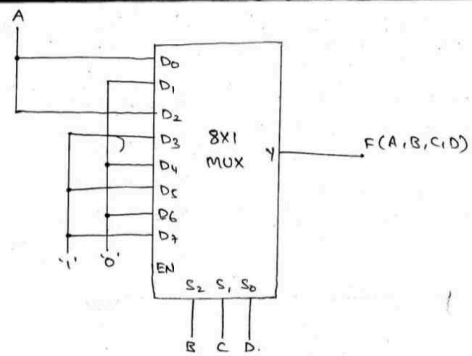 A
D0
D1
D2
D3
D4
D5
D6
D7
8X1
MUX
Y
F(A,B,C,D)
'1' '0'
EN
S2 S1 S0
B C D.